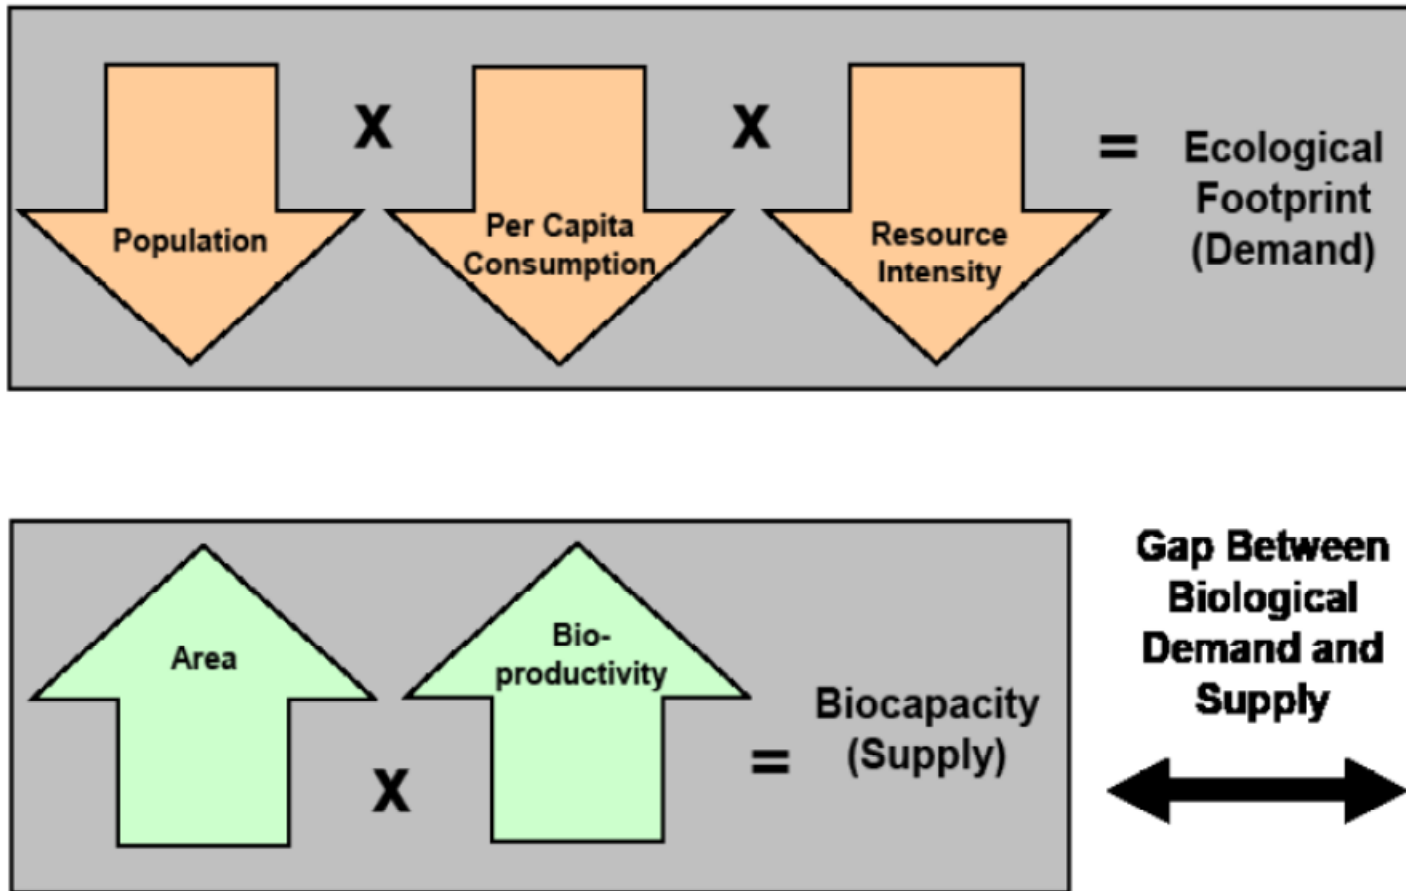 Population
X
Per Capita
Consumption
X
Resource
Intensity
=
Ecological
Footprint
(Demand)
Area
X
Bio-
productivity
=
Biocapacity
(Supply)
Gap Between
Biological
Demand and
Supply